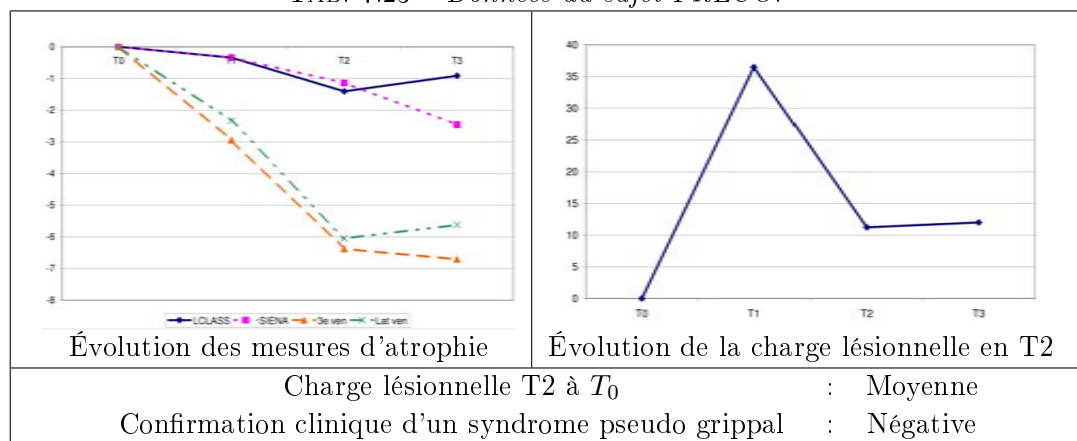 0
T0 T1 T2 T3
-1
-2
-3
-4
-5
-6
-7
-8
LCLASS SIENA 3e ven Lat ven
Évolution des mesures d'atrophie
40
35
30
25
20
15
10
5
0
T0 T1 T2 T3
Évolution de la charge lésionnelle en T2
Charge lésionnelle T2 à T0 : Moyenne
Confirmation clinique d'un syndrome pseudo grippal : Négative